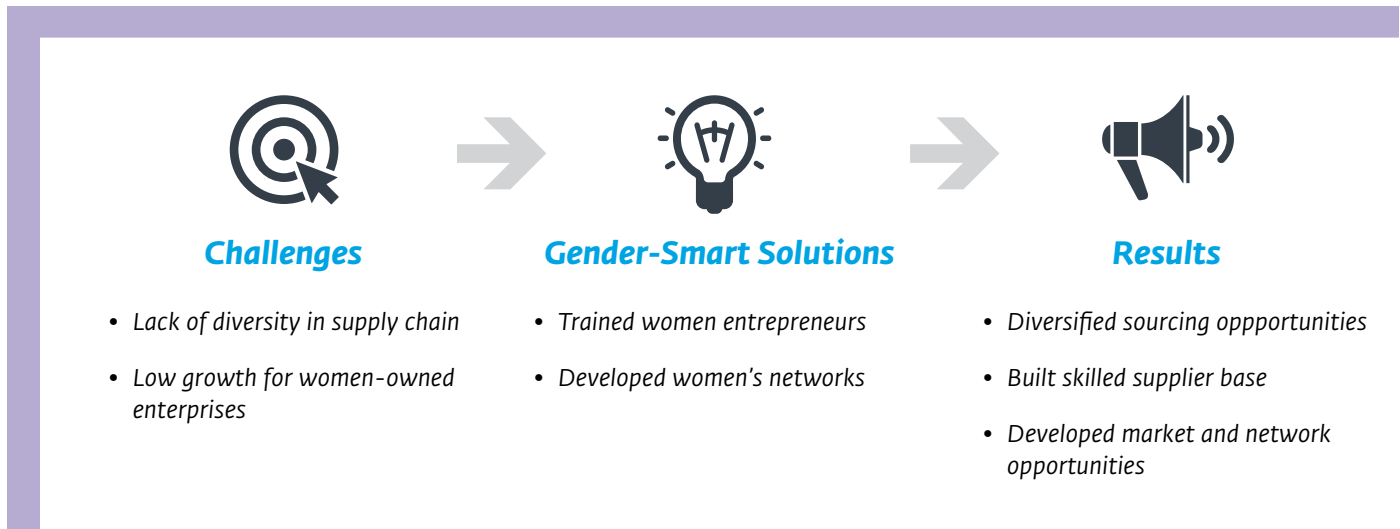 Challenges
• Lack of diversity in supply chain
• Low growth for women-owned
enterprises
Gender-Smart Solutions
• Trained women entrepreneurs
• Developed women's networks
Results
• Diversified sourcing oppportunities
• Built skilled supplier base
• Developed market and network
opportunities